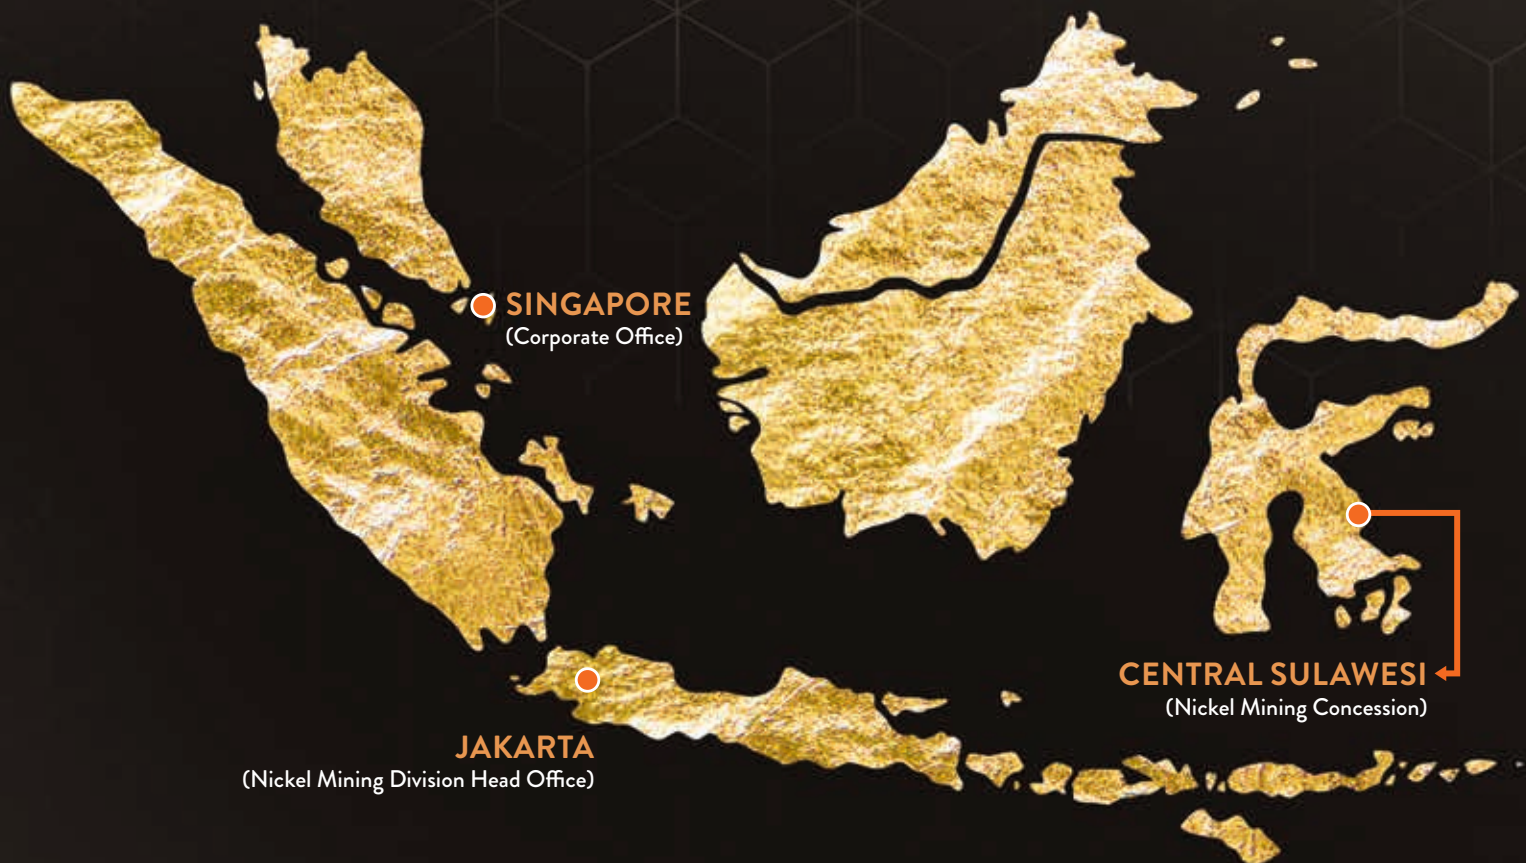 SINGAPORE
(Corporate Office)
CENTRAL SULAWESI
(Nickel Mining Concession)
JAKARTA
(Nickel Mining Division Head Office)